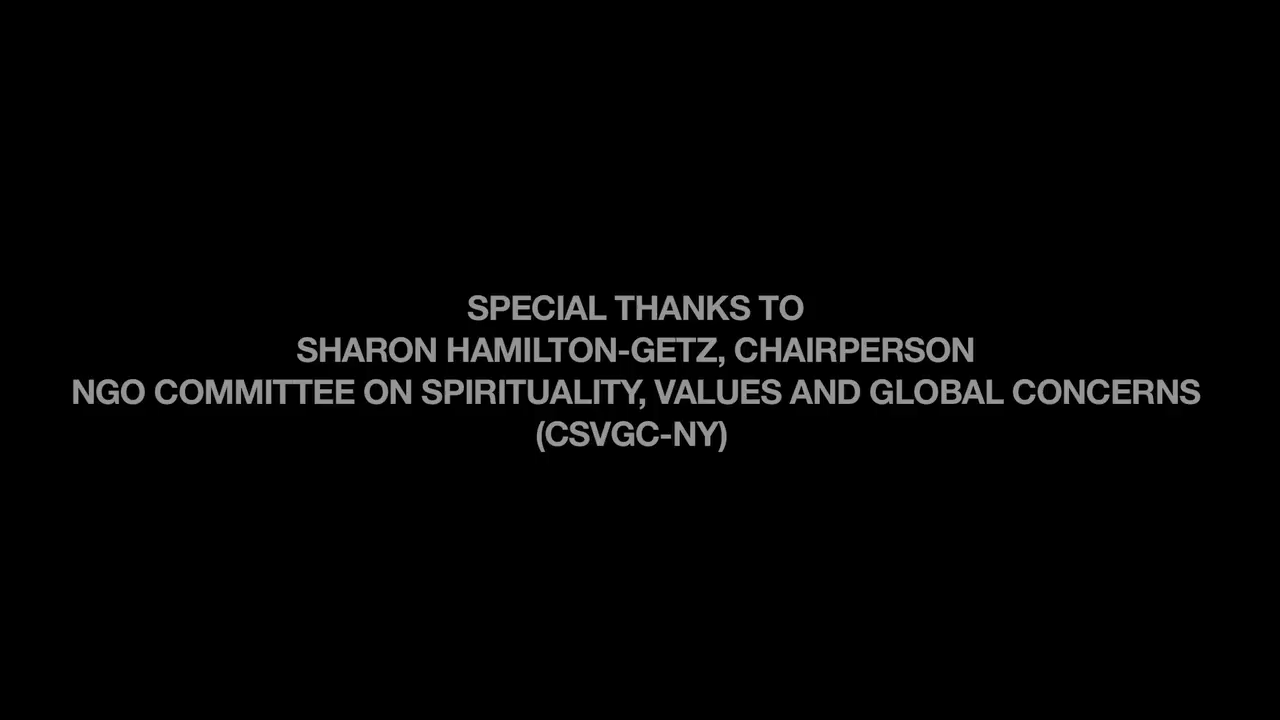 SPECIAL THANKS TO
SHARON HAMILTON-GETZ, CHAIRPERSON
NGO COMMITTEE ON SPIRITUALITY, VALUES AND GLOBAL CONCERNS
(CSVGC-NY)